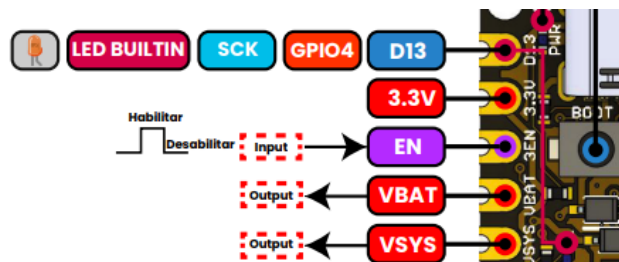 LED BUILTIN SCK GPIO4 D13
3.3V
Habilitar
Desabilitar
Input
EN
Output
VBAT
Output
VSYS
D13
PWR
3.3V
BOOT
3EN
VBAT
VSYS